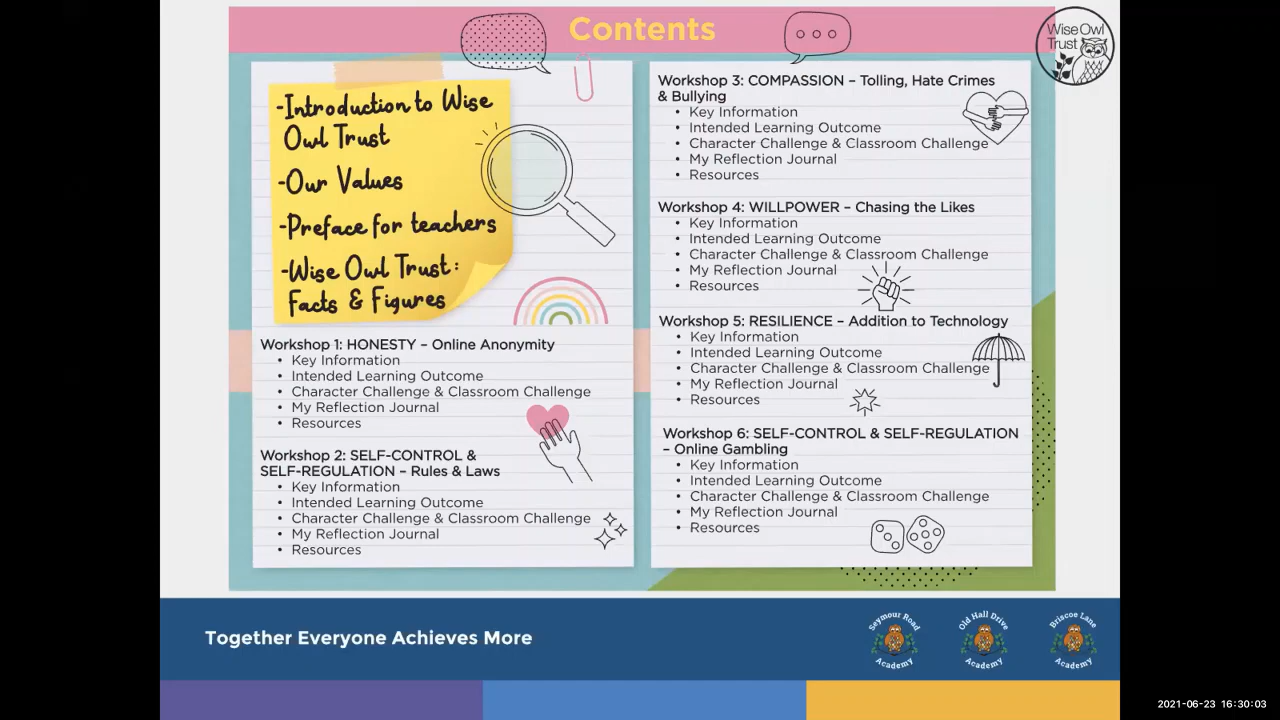 Contents
Wise Owl
Trust
-Introduction to Wise
Owl Trust
-Our Values
-Preface for teachers
-Wise Owl Trust:
Facts & Figures
Workshop 1: HONESTY – Online Anonymity
• Key Information
• Intended Learning Outcome
• Character Challenge & Classroom Challenge
• My Reflection Journal
• Resources
Workshop 2: SELF-CONTROL &
SELF-REGULATION – Rules & Laws
• Key Information
• Intended Learning Outcome
• Character Challenge & Classroom Challenge
• My Reflection Journal
• Resources
Workshop 3: COMPASSION – Tolling, Hate Crimes
& Bullying
• Key Information
• Intended Learning Outcome
• Character Challenge & Classroom Challenge
• My Reflection Journal
• Resources
Workshop 4: WILLPOWER – Chasing the Likes
• Key Information
• Intended Learning Outcome
• Character Challenge & Classroom Challenge
• My Reflection Journal
• Resources
Workshop 5: RESILIENCE – Addition to Technology
• Key Information
• Intended Learning Outcome
• Character Challenge & Classroom Challenge
• My Reflection Journal
• Resources
Workshop 6: SELF-CONTROL & SELF-REGULATION
– Online Gambling
• Key Information
• Intended Learning Outcome
• Character Challenge & Classroom Challenge
• My Reflection Journal
• Resources
Together Everyone Achieves More
Seymour Road
Academy
Old Hall Drive
Academy
Briscoe Lane
Academy
2021-06-23 16:30:03